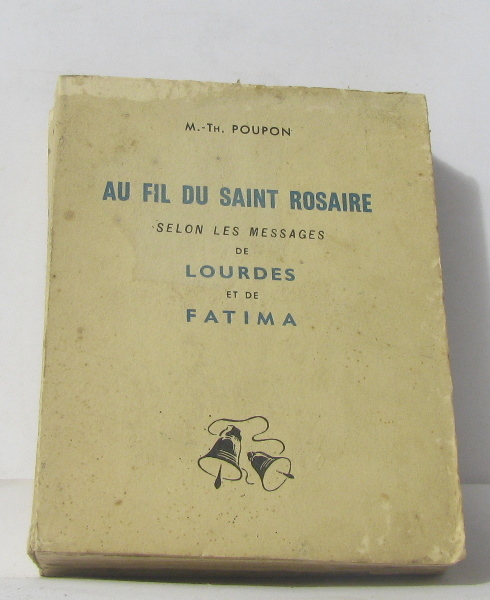 M.-Th. POUPON
AU FIL DU SAINT ROSAIRE
SELON LES MESSAGES
DE
LOURDES
ET DE
FATIMA